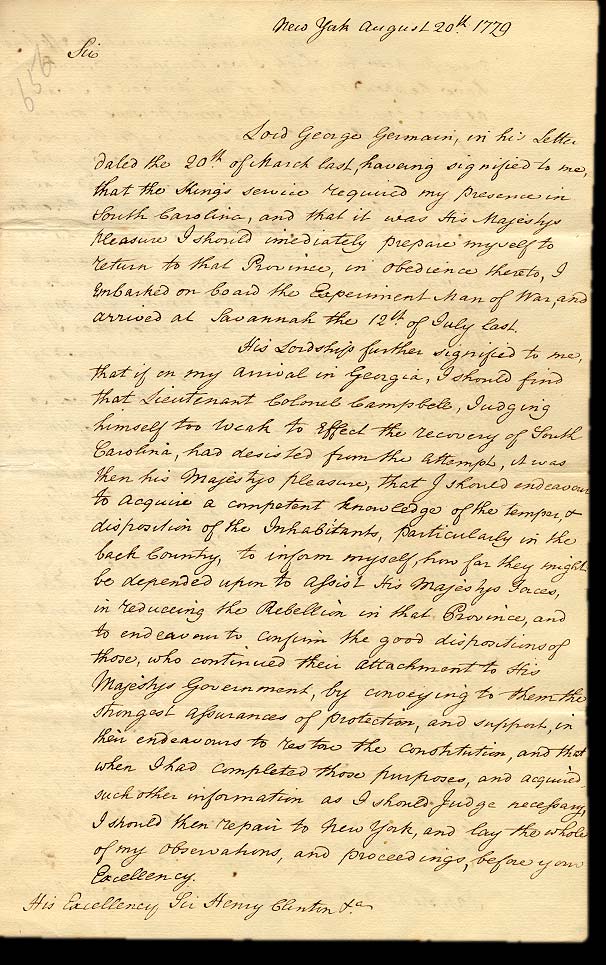 New York August 20th. 1779
Sir
Lord George Germain, in his Letter
dated the 20th of March last, having signified to me,
that the Kings service required my presence in
South Carolina, and that it was His Majestys
pleasure I should imediately prepare myself to
return to that Province, in obedience thereto, I
Embarked on board the Experiment Man of War, and
arrived at Savannah the 12th of July last.
His Lordship further signified to me,
that if on my arrival in Georgia, I should find
that Lieutenant Colonel Campbell, Judging
himself too weak to Effect the recovery of South
Carolina, had desisted from the attempt, it was
then his Majestys pleasure, that I should endeavour
to acquire a competent knowledge of the temper, &
disposition of the Inhabitants, particularly in the
back Country, to inform myself, how far they might
be depended upon to assist His Majestys Forces,
in reduceing the Rebellion in that Province, and
to endeavour to confirm the good dispositions of
those, who continued their attachment to His
Majestys Government, by conveying to them the
strongest assurances of protection, and support, in
their endeavours to restore the constitution, and that
when I had completed those purposes, and acquired
such other information as I should Judge necessary,
I should then repair to New York, and lay the whole
of my observations, and proceedings, before your
Excellency.
His Excellency Sir Henry Clinton &ca